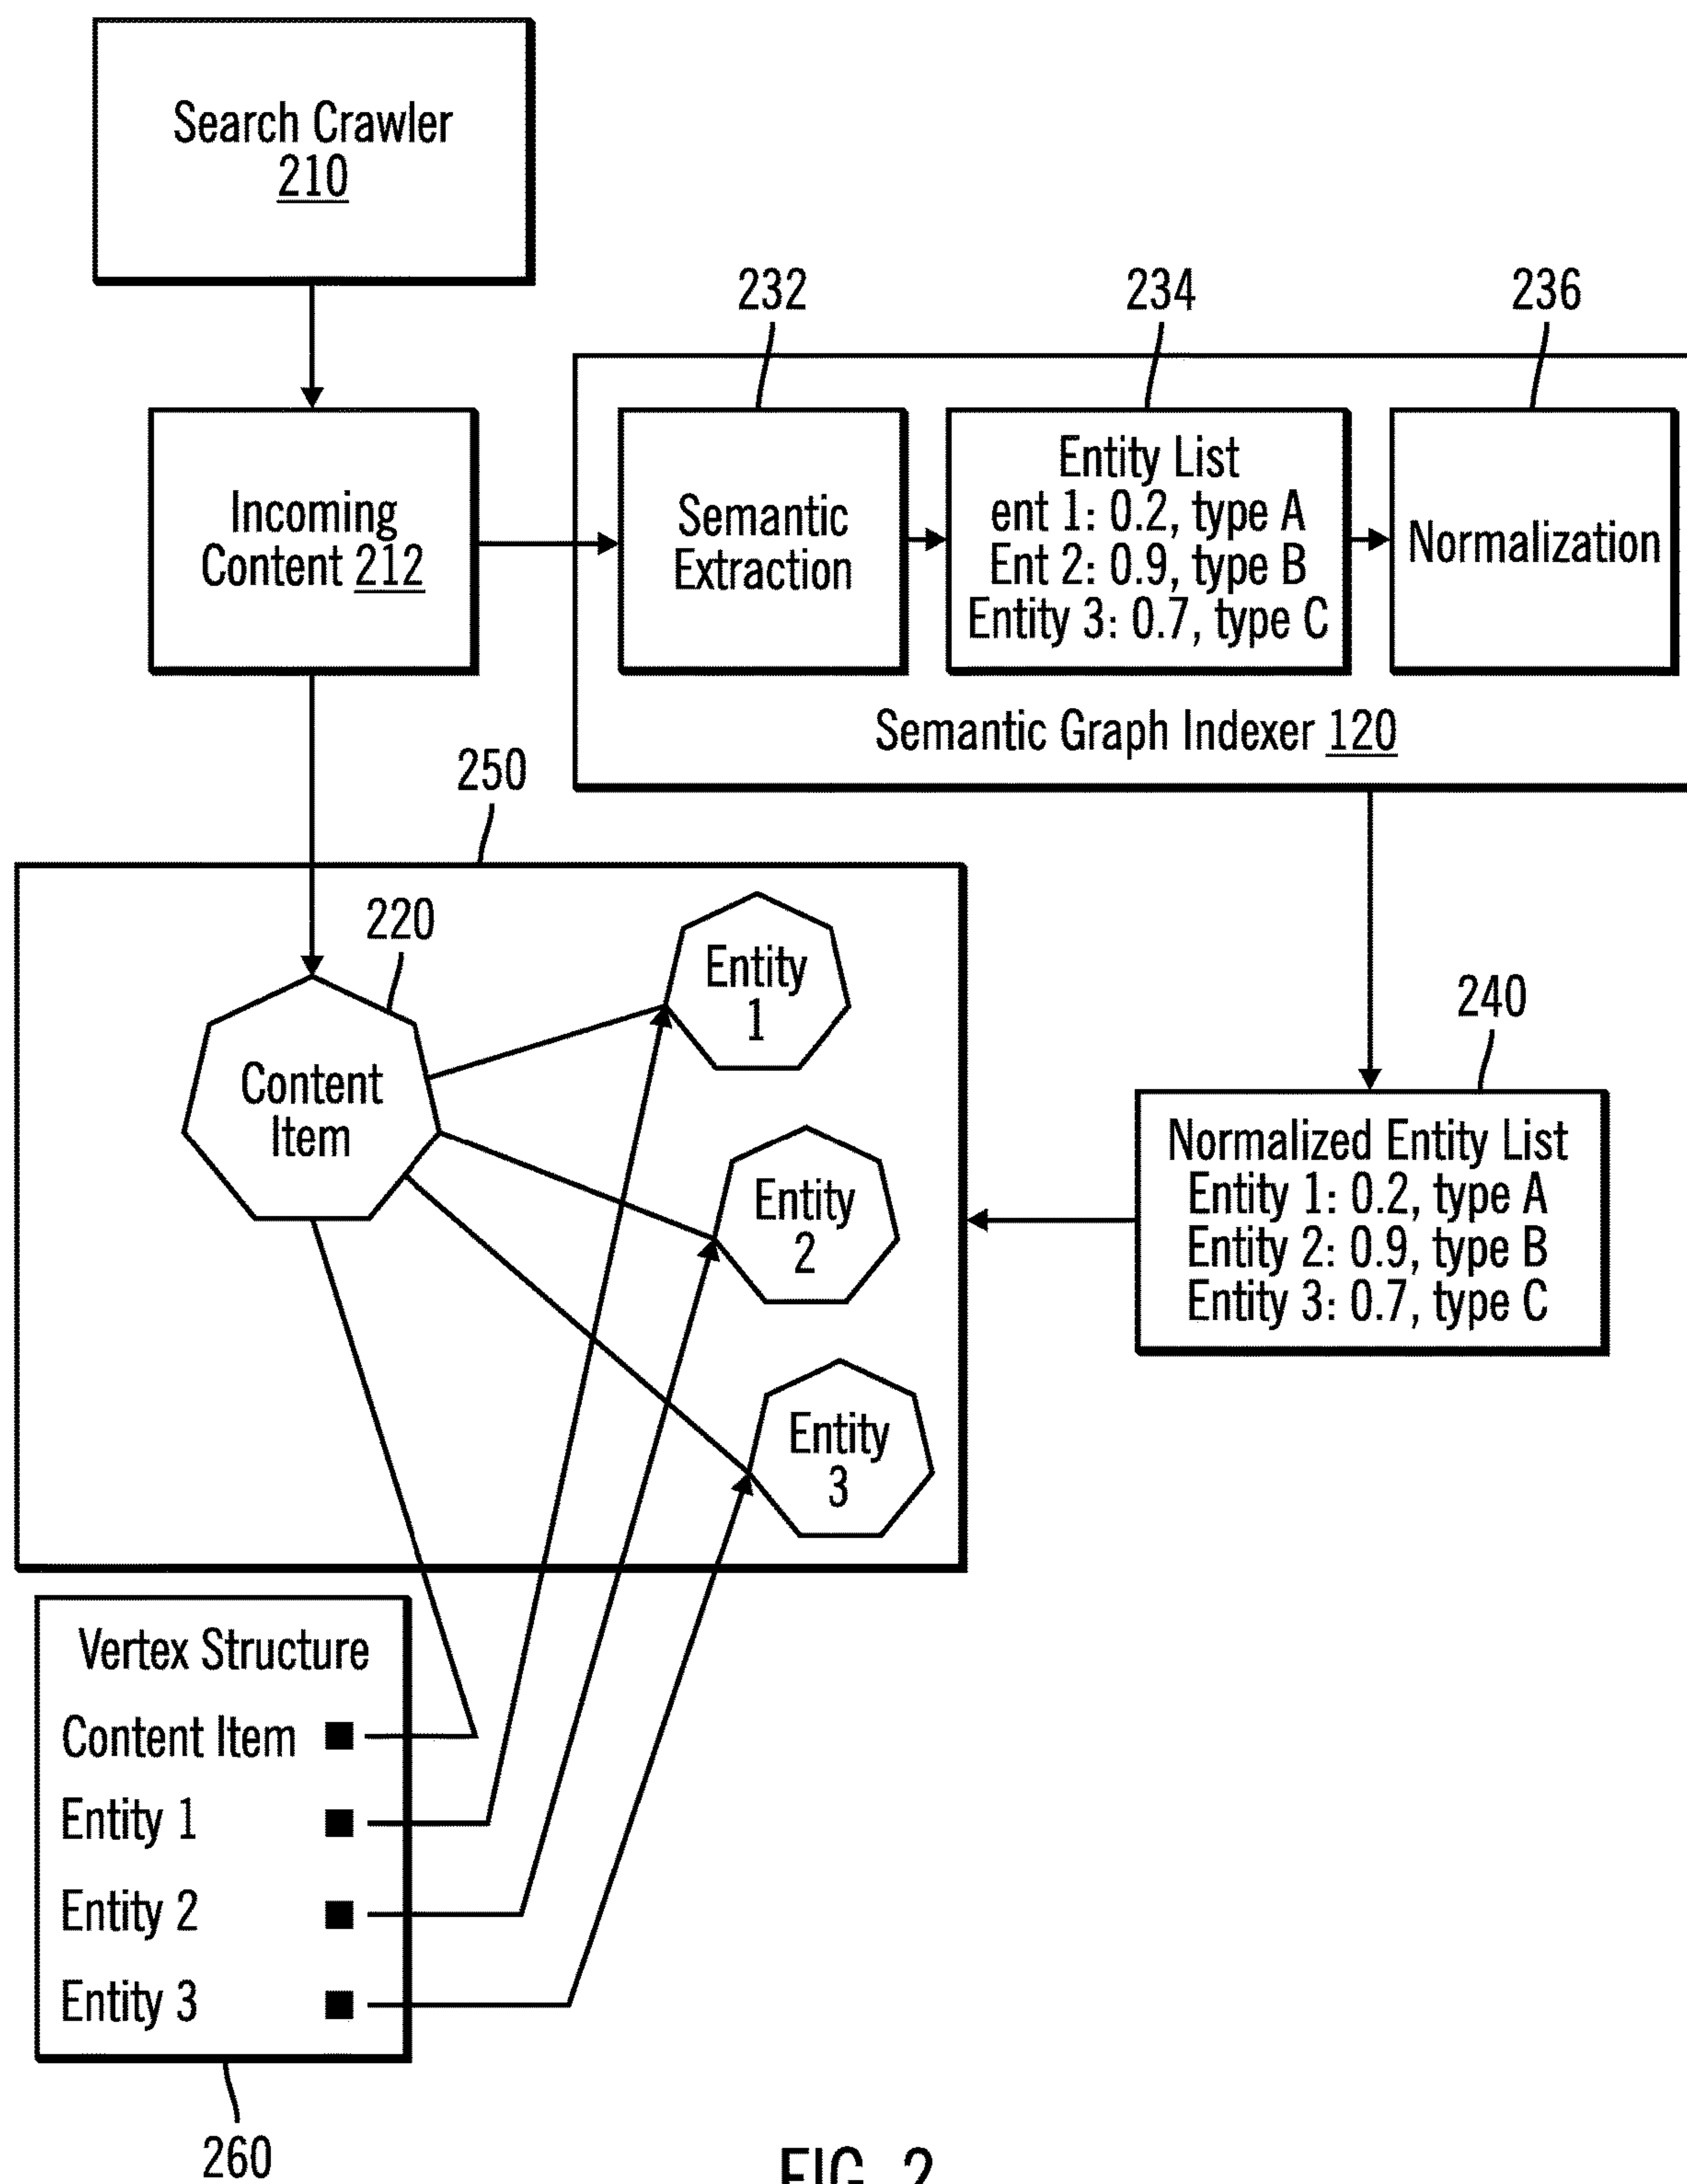 Search Crawler
210
232
234
236
Incoming
Content 212
Semantic
Extraction
Entity List
ent 1: 0.2, type A
Ent 2: 0.9, type B
Entity 3: 0.7, type C
Normalization
Semantic Graph Indexer 120
250
220
Content
Item
Entity
1
Entity
2
Entity
3
240
Normalized Entity List
Entity 1: 0.2, type A
Entity 2: 0.9, type B
Entity 3: 0.7, type C
Vertex Structure
Content Item
Entity 1
Entity 2
Entity 3
260
FIG. 2